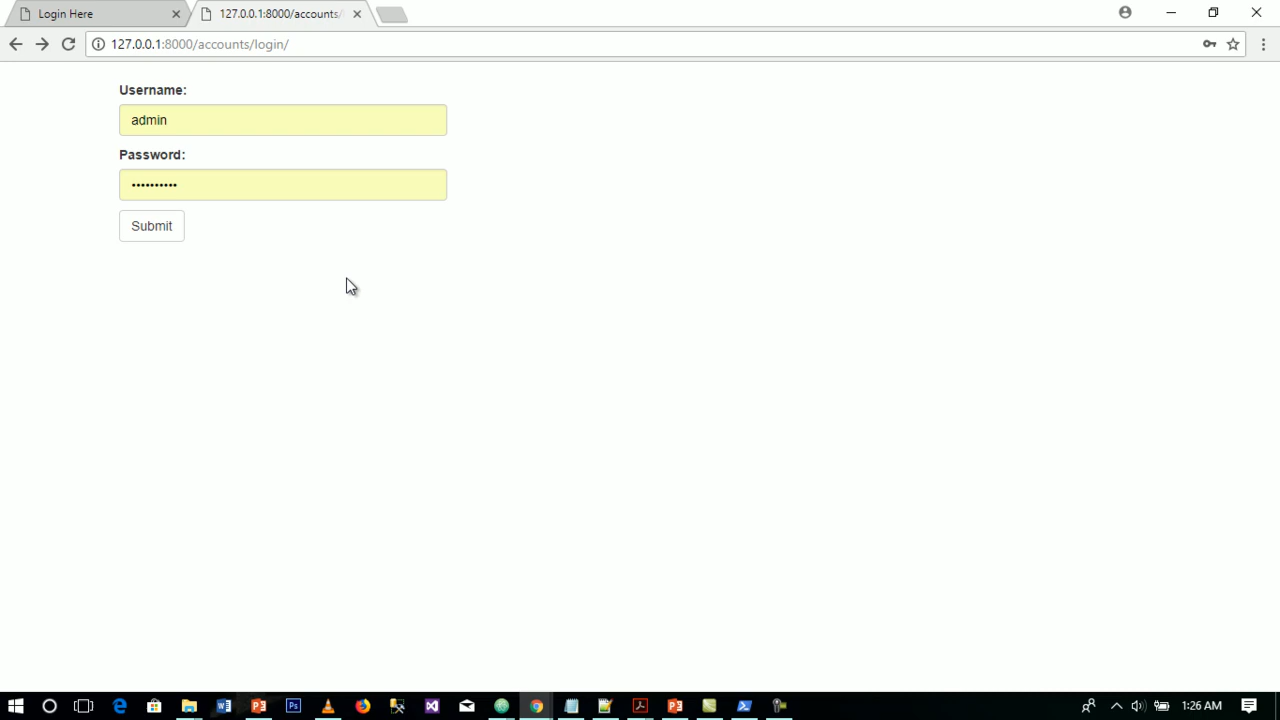 Login Here
127.0.0.1:8000/accounts/
127.0.0.1:8000/accounts/login/
Username:
admin
Password:
••••••••••
Submit
1:26 AM